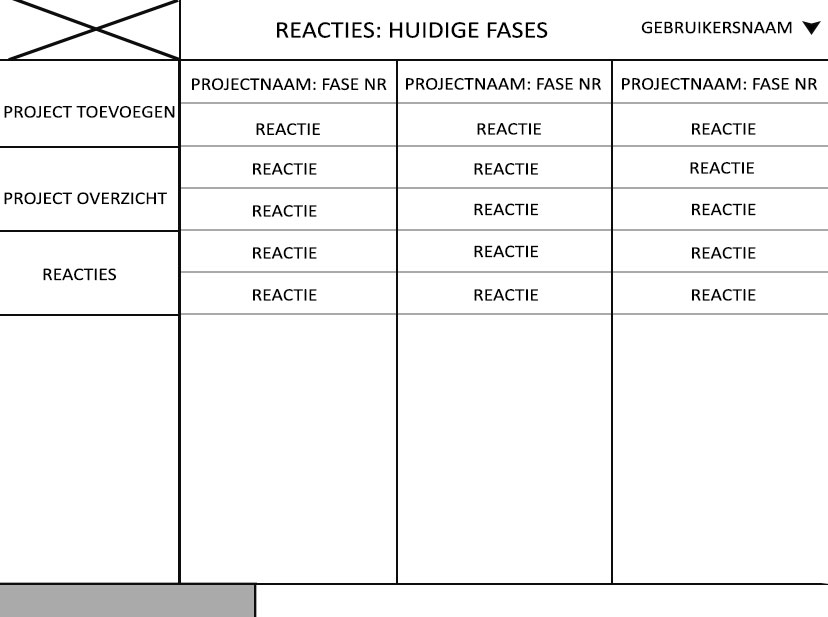 REACTIES: HUIDIGE FASES
GEBRUIKERSNAAM
PROJECT TOEVOEGEN
PROJECT OVERZICHT
REACTIES
PROJECTNAAM: FASE NR PROJECTNAAM: FASE NR PROJECTNAAM: FASE NR
REACTIE REACTIE REACTIE
REACTIE REACTIE REACTIE
REACTIE REACTIE REACTIE
REACTIE REACTIE REACTIE
REACTIE REACTIE REACTIE